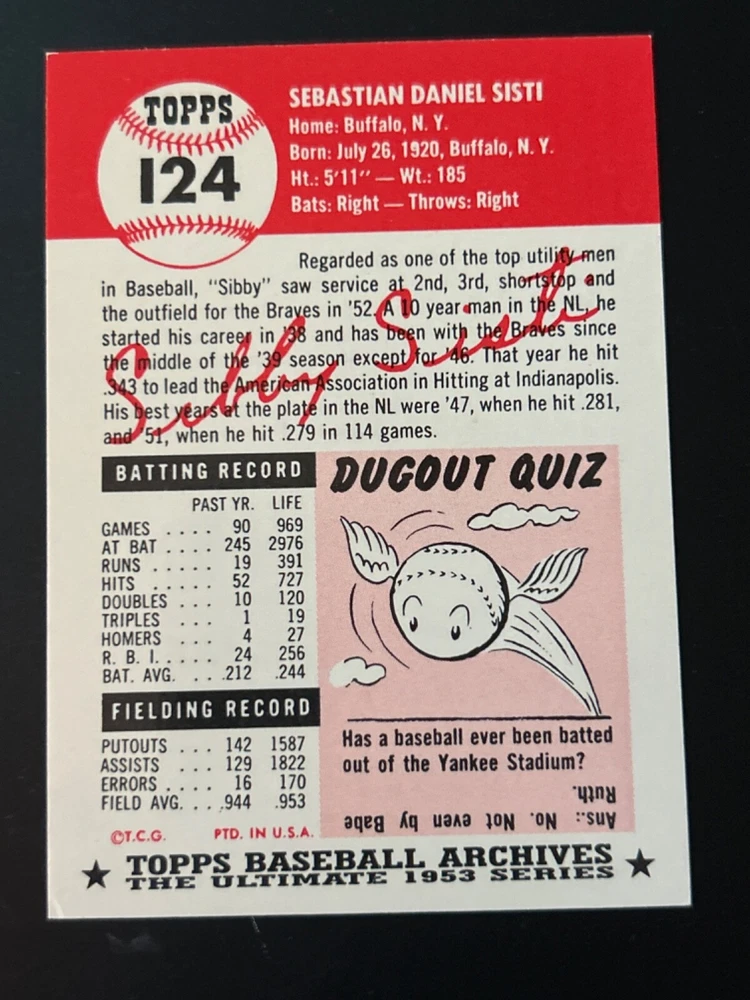 TOPPS
124
SEBASTIAN DANIEL SISTI
Home: Buffalo, N. Y.
Born: July 26, 1920, Buffalo, N. Y.
Ht.: 5'11" — Wt.: 185
Bats: Right — Throws: Right
Regarded as one of the top utility men
in Baseball, "Sibby" saw service at 2nd, 3rd, shortstop and
the outfield for the Braves in '52. A 10 year man in the NL, he
started his career in '38 and has been with the Braves since
the middle of the '39 season except for '46. That year he hit
.343 to lead the American Association in Hitting at Indianapolis.
His best years at the plate in the NL were '47, when he hit .281,
and '51, when he hit .279 in 114 games.
Sibby Sisti
BATTING RECORD
PAST YR. LIFE
GAMES .... 90 969
AT BAT .... 245 2976
RUNS ..... 19 391
HITS ..... 52 727
DOUBLES ... 10 120
TRIPLES ... 1 19
HOMERS ... 4 27
R. B. I. .... 24 256
BAT. AVG. ... .212 .244
FIELDING RECORD
PUTOUTS ... 142 1587
ASSISTS ... 129 1822
ERRORS .... 16 170
FIELD AVG. ... .944 .953
©T.C.G. PTD. IN U.S.A.
DUGOUT QUIZ
Has a baseball ever been batted
out of the Yankee Stadium?
Ans.: No. Not even by Babe
Ruth.
★ TOPPS BASEBALL ARCHIVES ★
THE ULTIMATE 1953 SERIES